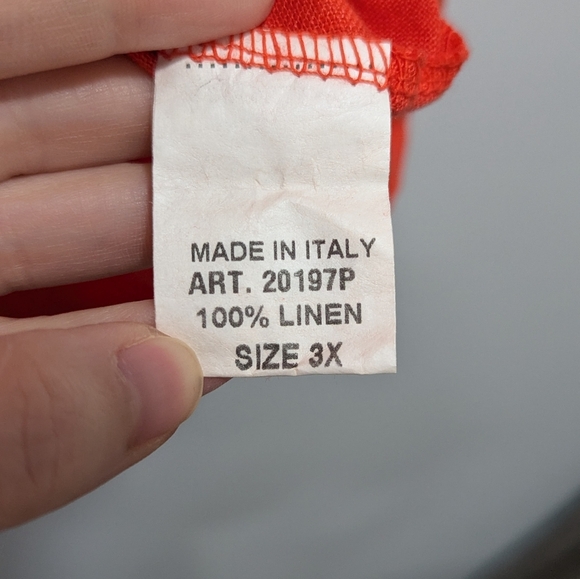 MADE IN ITALY
ART. 20197P
100% LINEN
SIZE 3X